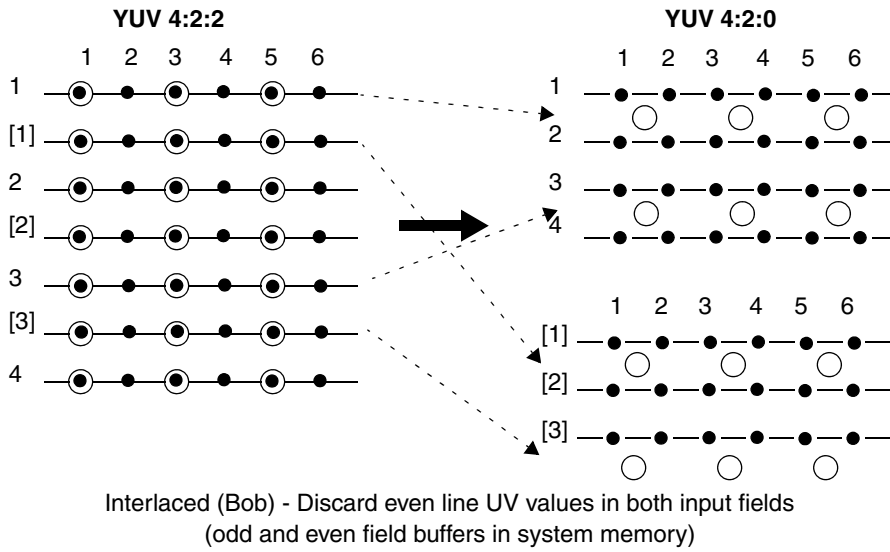 YUV 4:2:2
1 2 3 4 5 6
1
[1]
2
[2]
3
[3]
4
YUV 4:2:0
1 2 3 4 5 6
1
2
3
4
1 2 3 4 5 6
[1]
[2]
[3]
Interlaced (Bob) - Discard even line UV values in both input fields
(odd and even field buffers in system memory)